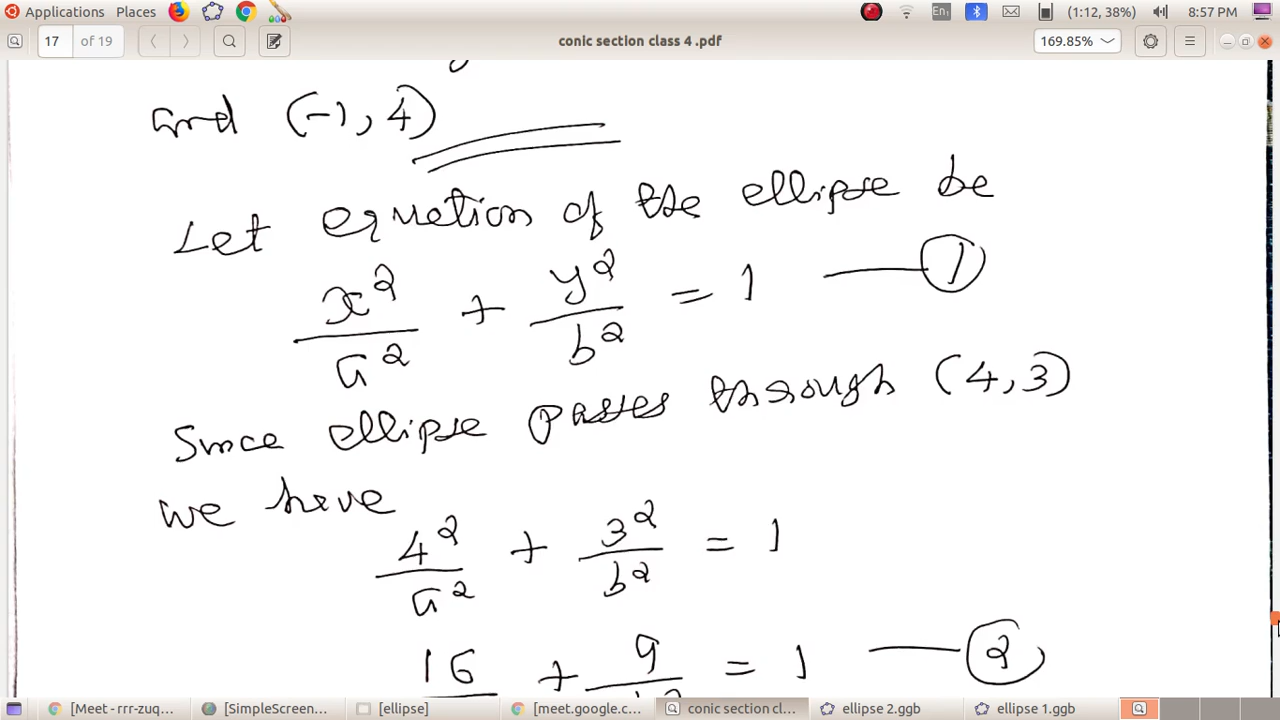 Applications Places En₁ (1:12, 38%) 8:57 PM
17 of 19 conic section class 4 .pdf 169.85%
and (-1, 4)
Let equation of the ellipse be
x²/a² + y²/b² = 1 —— ①
Since ellipse passes through (4, 3)
we have
4²/a² + 3²/b² = 1
16 + 9 = 1 —— ②
[Meet - rrr-zuq... [SimpleScreen... [ellipse] [meet.google.c... conic section cl... ellipse 2.ggb ellipse 1.ggb